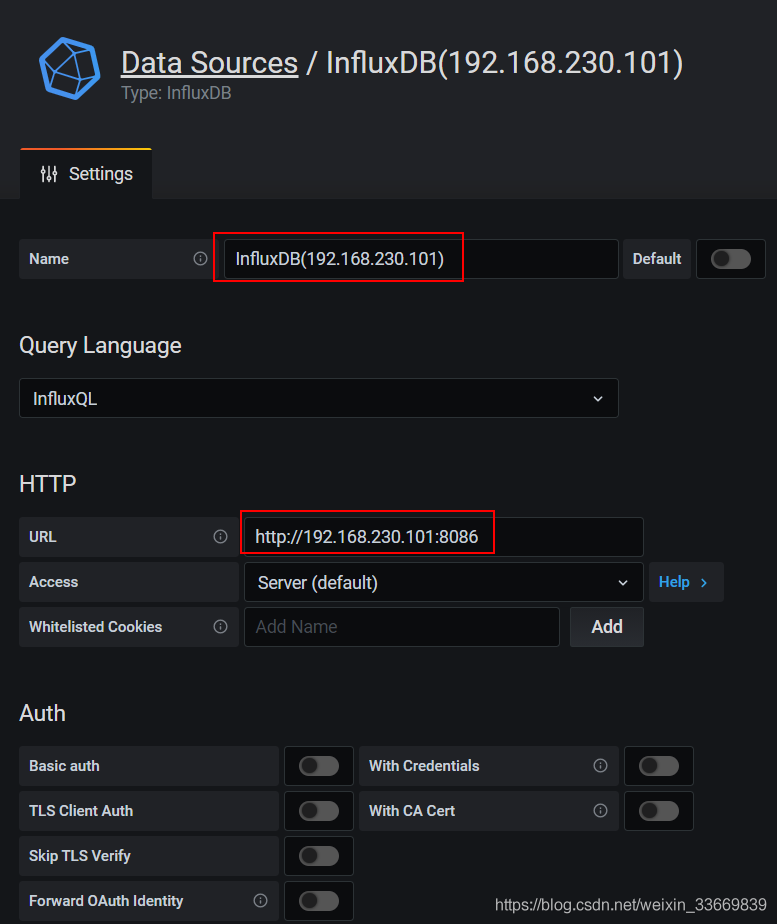 Data Sources / InfluxDB(192.168.230.101)
Type: InfluxDB
Settings
Name InfluxDB(192.168.230.101) Default
Query Language
InfluxQL
HTTP
URL http://192.168.230.101:8086
Access Server (default) Help
Whitelisted Cookies Add Name Add
Auth
Basic auth With Credentials
TLS Client Auth With CA Cert
Skip TLS Verify
Forward OAuth Identity
https://blog.csdn.net/weixin_33669839